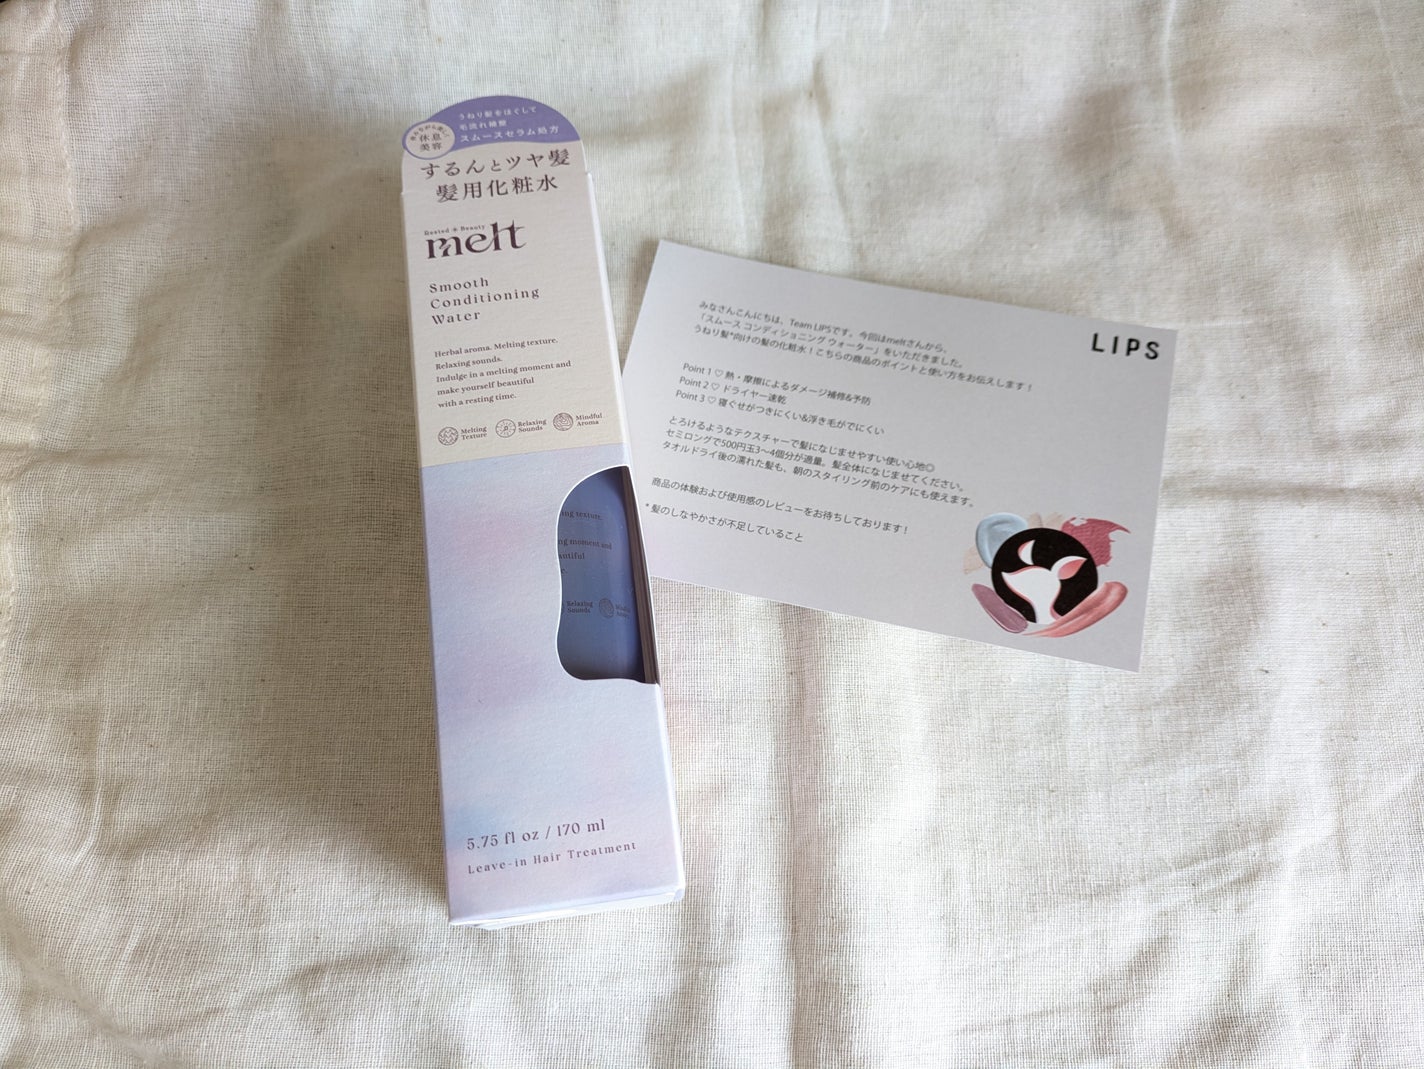 うねり髪をほぐして
毛流れ補整
スムースセラム処方
休息
美容
するんとツヤ髪
髪用化粧水
Rested + Beauty
melt
Smooth
Conditioning
Water
Herbal aroma. Melting texture.
Relaxing sounds.
Indulge in a melting moment and
make yourself beautiful
with a resting time.
Melting
Texture
Relaxing
Sounds
Mindful
Aroma
ing texture.
ng moment and
autiful
Relaxing
Sounds
Mindful
Aroma
5.75 fl oz / 170 ml
Leave-in Hair Treatment
LIPS
みなさんこんにちは、Team LIPSです。今回はmeltさんから、
「スムース コンディショニング ウォーター」をいただきました。
うねり髪*向けの髪の化粧水！こちらの商品のポイントと使い方をお伝えします！
Point 1 ♡ 熱・摩擦によるダメージ補修&予防
Point 2 ♡ ドライヤー速乾
Point 3 ♡ 寝ぐせがつきにくい&浮き毛がでにくい
とろけるようなテクスチャーで髪になじませやすい使い心地◎
セミロングで500円玉3〜4個分が適量。髪全体になじませてください。
タオルドライ後の濡れた髪も、朝のスタイリング前のケアにも使えます。
商品の体験および使用感のレビューをお待ちしております！
* 髪のしなやかさが不足していること